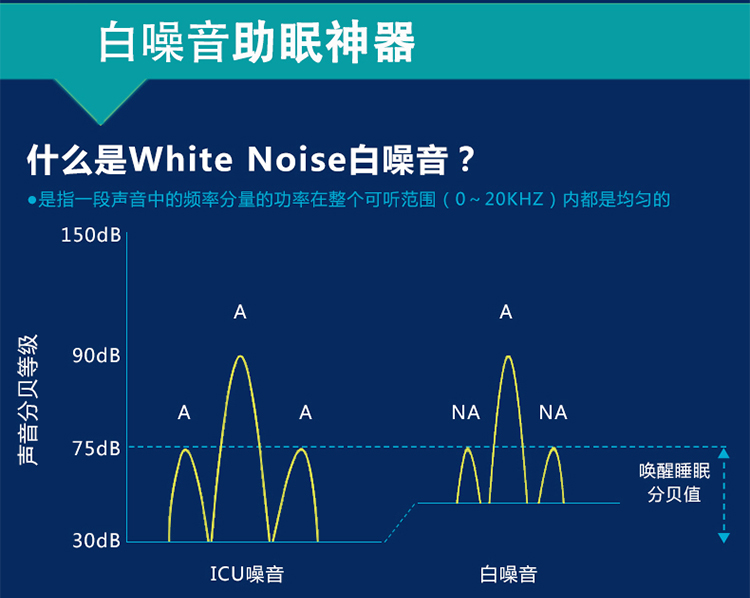 白噪音助眠神器
什么是White Noise白噪音？
●是指一段声音中的频率分量的功率在整个可听范围（0～20KHZ）内都是均匀的
150dB
A
A
90dB
A
A
NA
NA
75dB
声音分贝等级
唤醒睡眠
分贝值
30dB
ICU噪音
白噪音